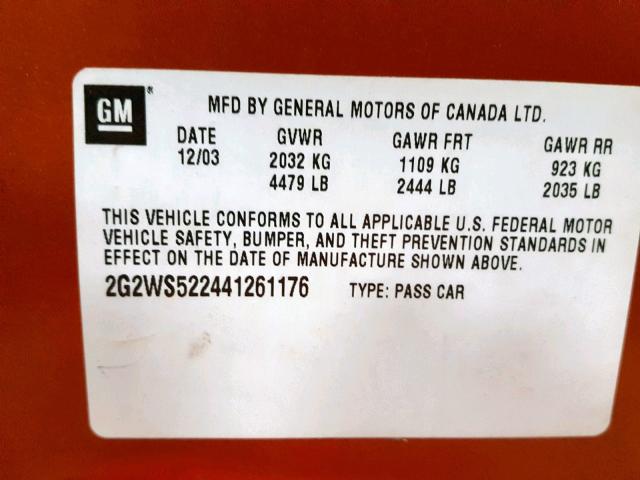 GM®
MFD BY GENERAL MOTORS OF CANADA LTD.
DATE GVWR GAWR FRT GAWR RR
12/03 2032 KG 1109 KG 923 KG
4479 LB 2444 LB 2035 LB
THIS VEHICLE CONFORMS TO ALL APPLICABLE U.S. FEDERAL MOTOR
VEHICLE SAFETY, BUMPER, AND THEFT PREVENTION STANDARDS IN
EFFECT ON THE DATE OF MANUFACTURE SHOWN ABOVE.
2G2WS522441261176 TYPE: PASS CAR